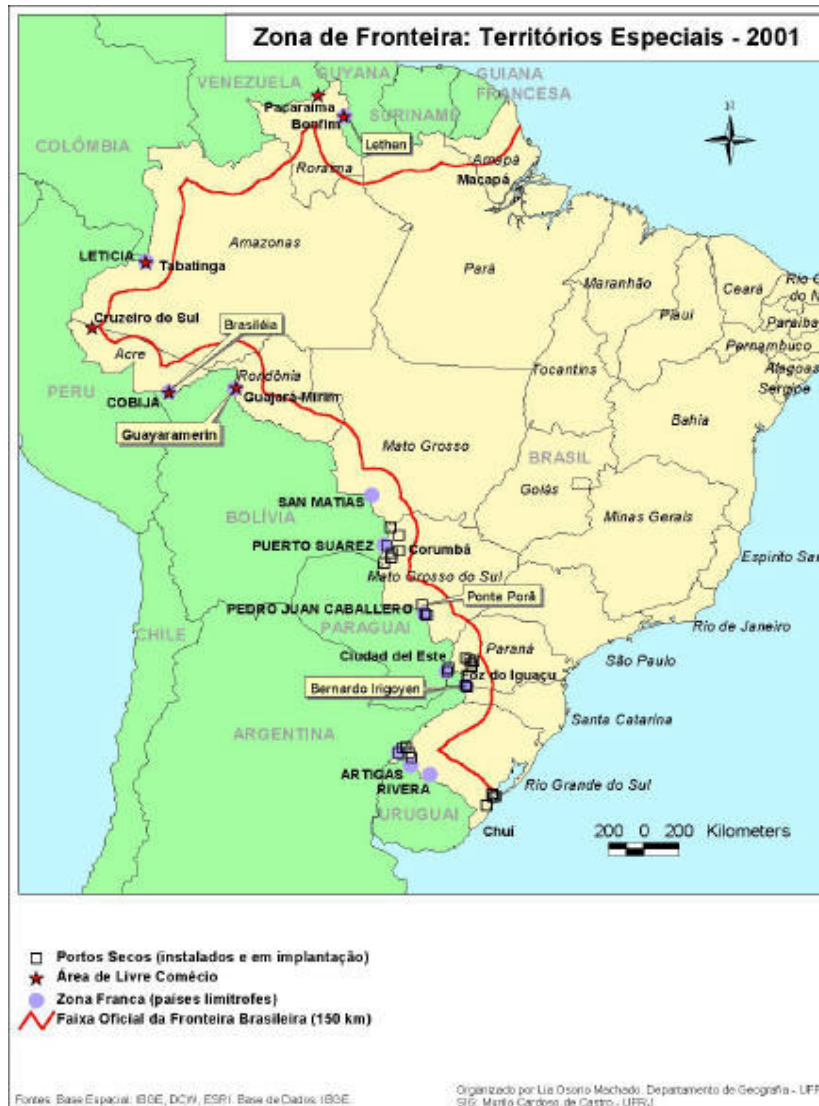 Zona de Fronteira: Territórios Especiais - 2001
VENEZUELA
GUYANA
GUIANA
FRANCESA
SURINAME
COLÔMBIA
Pacaraima
Bonfim
Lethen
Roraima
Amapá
Macapá
LETICIA
Tabatinga
Amazonas
Pará
Maranhão
Ceará
Piauí
Paraíba
Pernambuco
Alagoas
Sergipe
Cruzeiro do Sul
Brasiléia
Acre
Rondônia
Tocantins
PERU
COBIJA
Guajará-Mirim
Guayaramerin
Bahia
Mato Grosso
BRASIL
Goiás
SAN MATIAS
BOLÍVIA
Minas Gerais
PUERTO SUAREZ
Corumbá
Espirito San
Mato Grosso do Sul
Ponta Porã
PEDRO JUAN CABALLERO
CHILE
PARAGUAI
Rio de Janeiro
Paraná
Ciudad del Este
São Paulo
Foz do Iguaçu
Bernardo Irigoyen
Santa Catarina
ARGENTINA
ARTIGAS
RIVERA
Rio Grande do Sul
URUGUAI
Chuí
200 0 200 Kilometers
Portos Secos (instalados e em implantação)
Área de Livre Comécio
Zona Franca (países limítrofes)
Faixa Oficial da Fronteira Brasileira (150 km)
Organizado por Lia Osorio Machado. Departamento de Geografia - UFR
Fontes: Base Espacial: IBGE, DCW, ESRI. Base de Dados: IBGE.
SIG: Murilo Cardoso de Castro - UFRJ